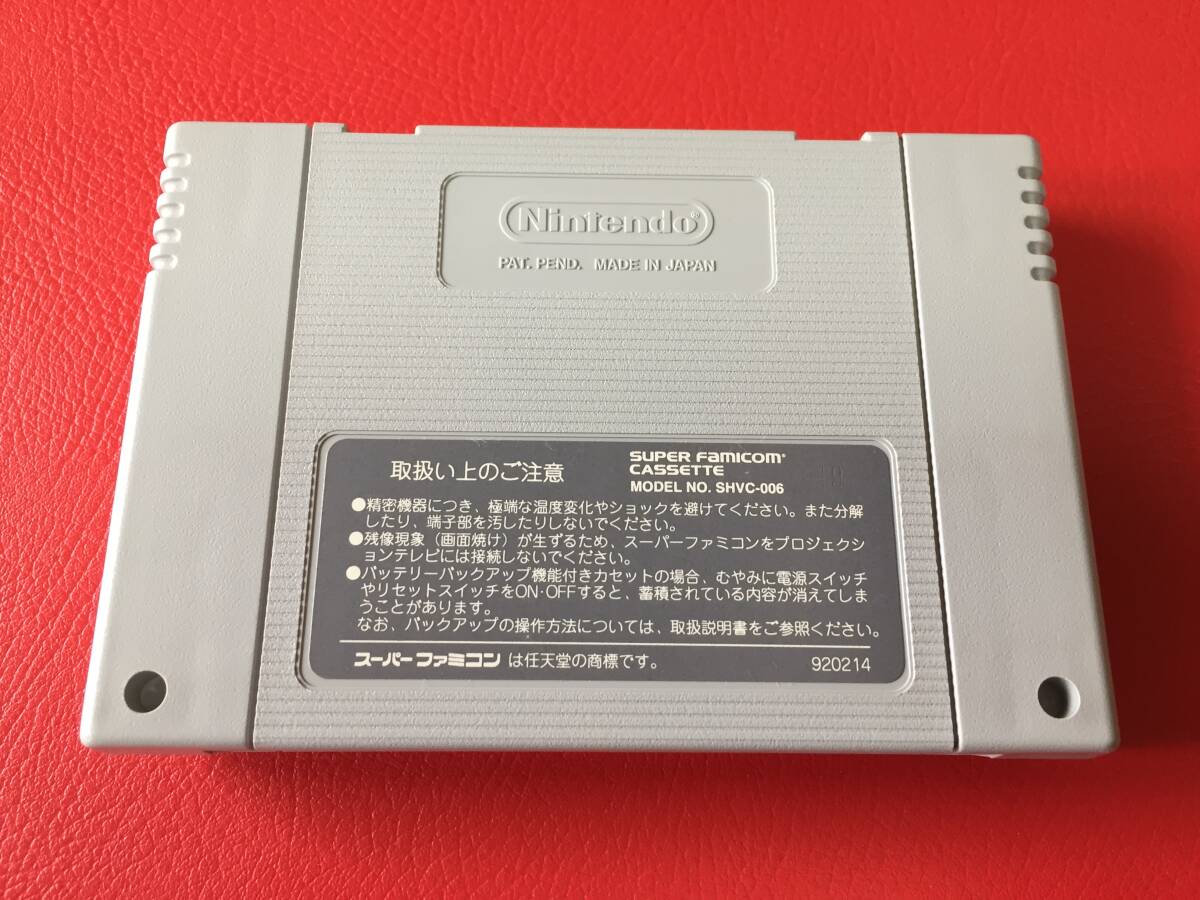 Nintendo®
PAT. PEND. MADE IN JAPAN
取扱い上のご注意
SUPER FAMICOM®
CASSETTE
MODEL NO. SHVC-006
●精密機器につき、極端な温度変化やショックを避けてください。また分解
したり、端子部を汚したりしないでください。
●残像現象（画面焼け）が生ずるため、スーパーファミコンをプロジェクシ
ョンテレビには接続しないでください。
●バッテリーバックアップ機能付きカセットの場合、むやみに電源スイッチ
やリセットスイッチをON·OFFすると、蓄積されている内容が消えてしま
うことがあります。
なお、バックアップの操作方法については、取扱説明書をご参照ください。
スーパーファミコン は任天堂の商標です。
920214